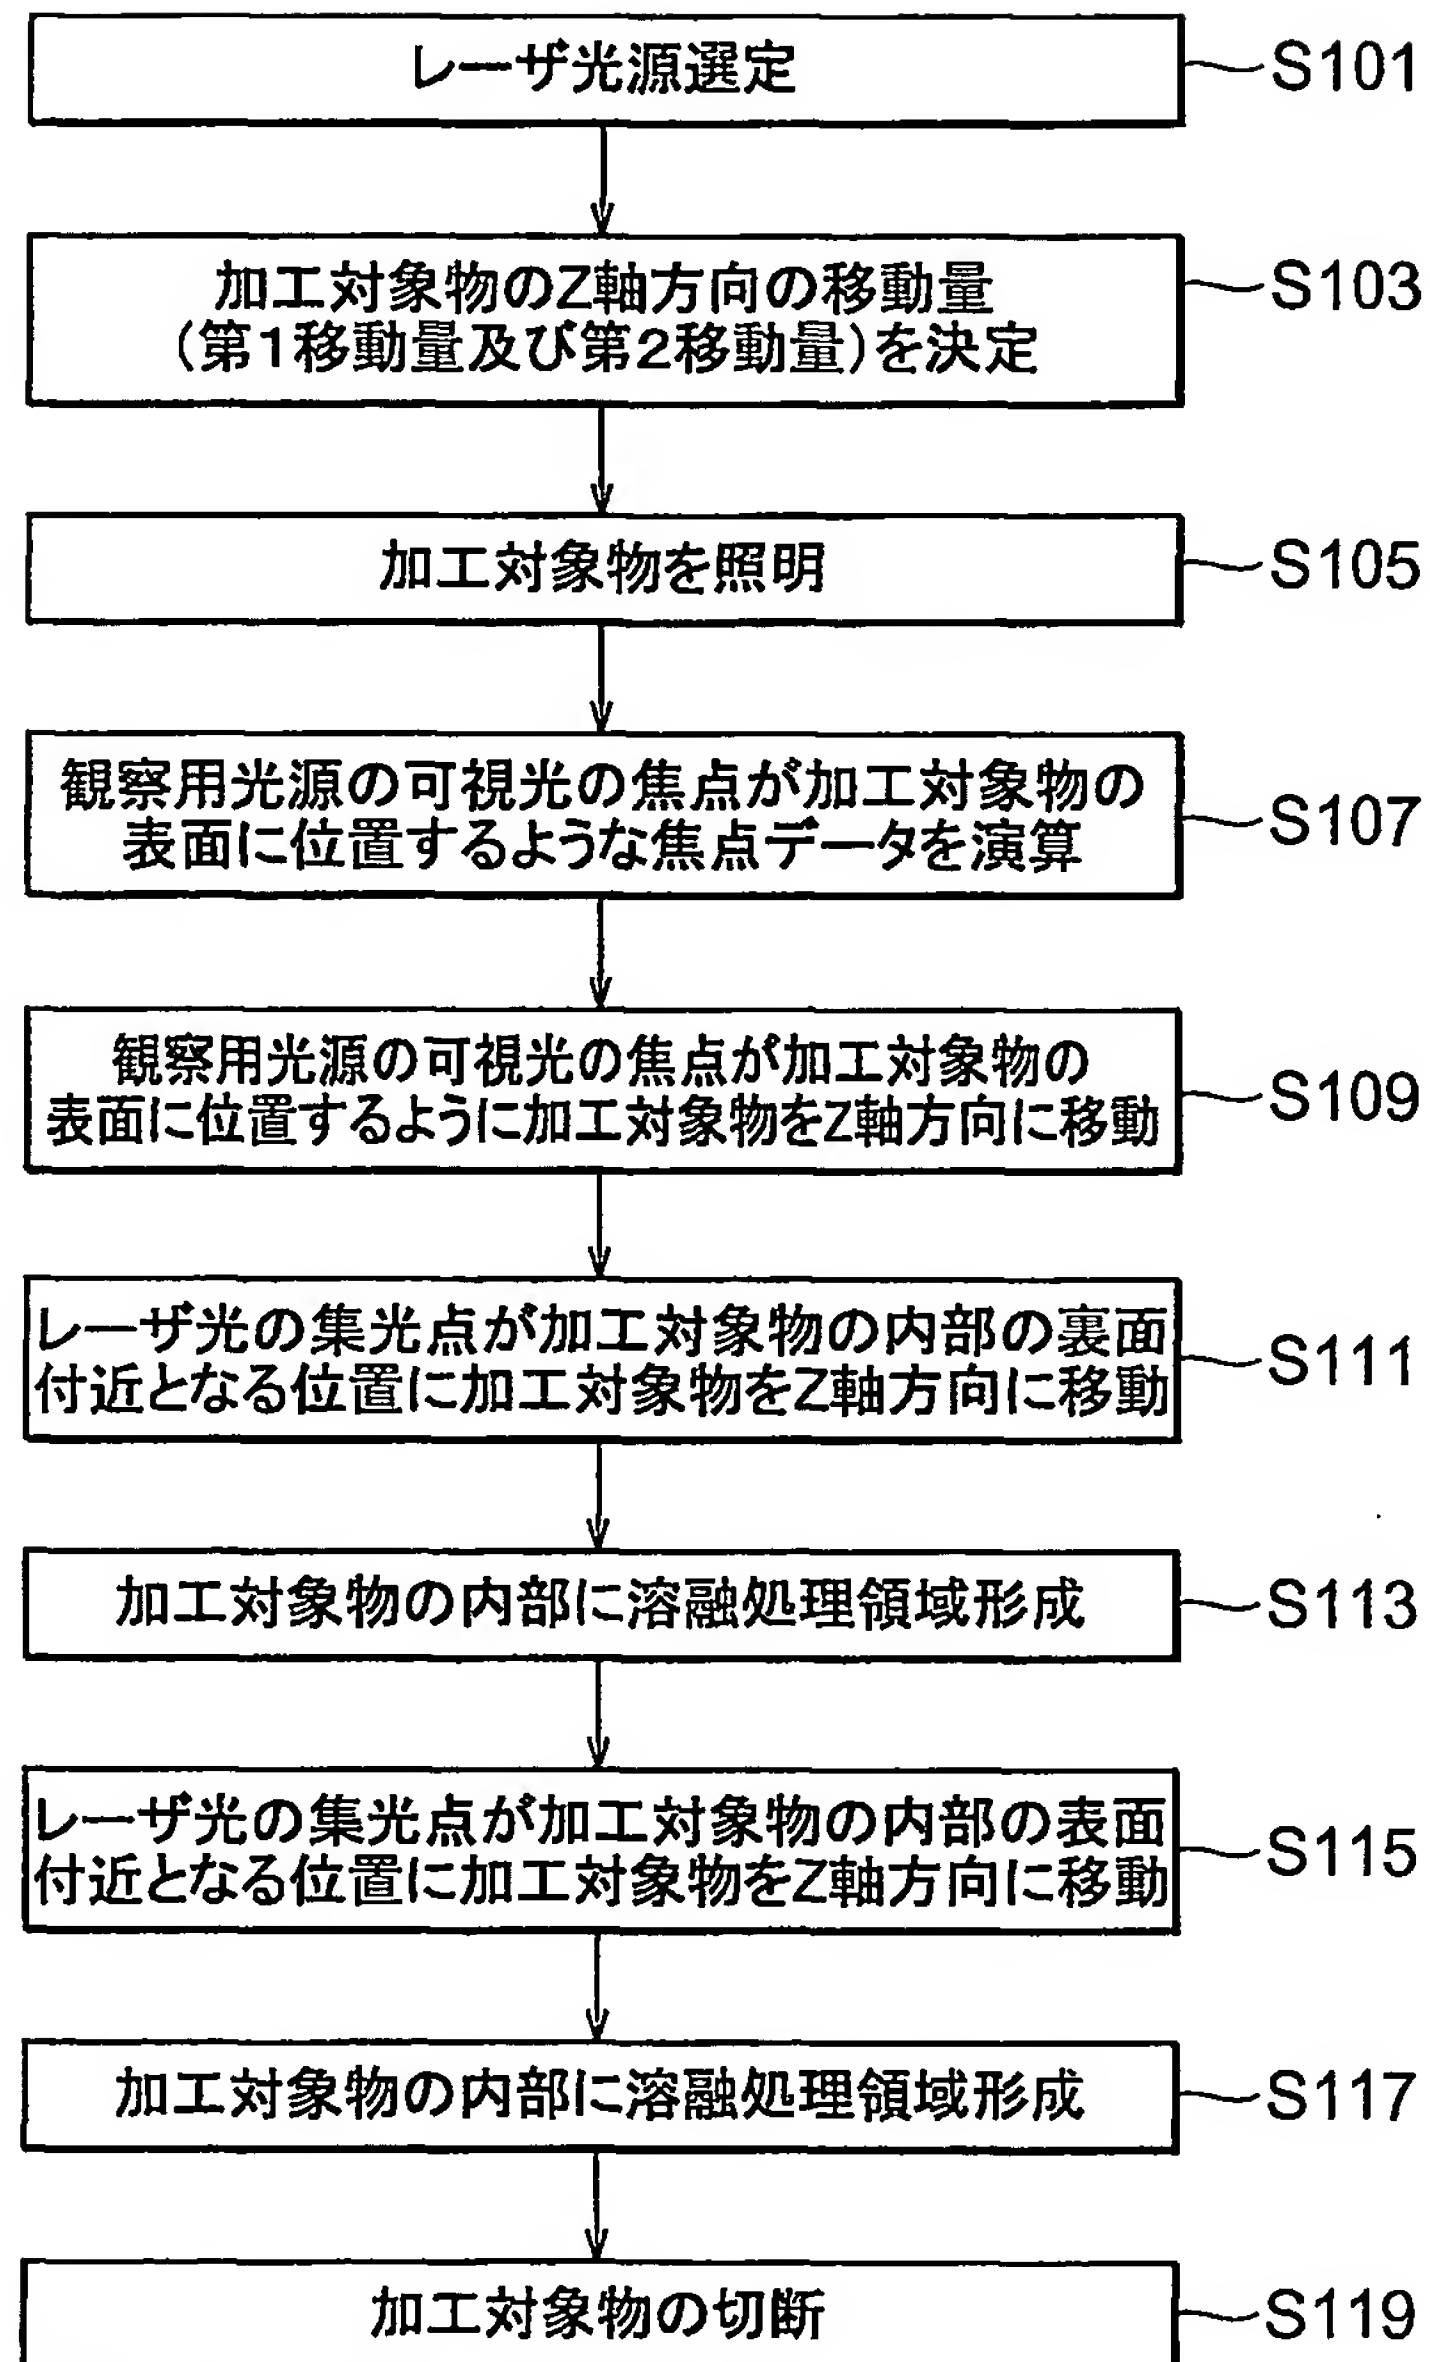 レーザ光源選定
S101
加工対象物のZ軸方向の移動量
(第1移動量及び第2移動量)を決定
S103
加工対象物を照明
S105
観察用光源の可視光の焦点が加工対象物の
表面に位置するような焦点データを演算
S107
観察用光源の可視光の焦点が加工対象物の
表面に位置するように加工対象物をZ軸方向に移動
S109
レーザ光の集光点が加工対象物の内部の裏面
付近となる位置に加工対象物をZ軸方向に移動
S111
加工対象物の内部に溶融処理領域形成
S113
レーザ光の集光点が加工対象物の内部の表面
付近となる位置に加工対象物をZ軸方向に移動
S115
加工対象物の内部に溶融処理領域形成
S117
加工対象物の切断
S119